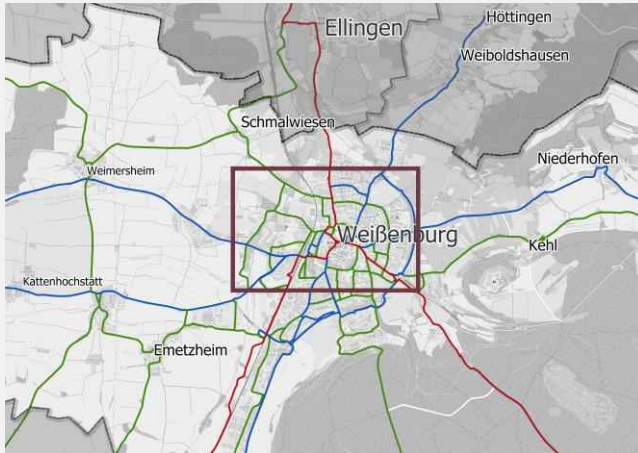 Höttingen
Ellingen
Weiboldshausen
Schmalwiesen
Niederhofen
Weimersheim
Weißenburg
Kehl
Kattenhochstatt
Emetzheim